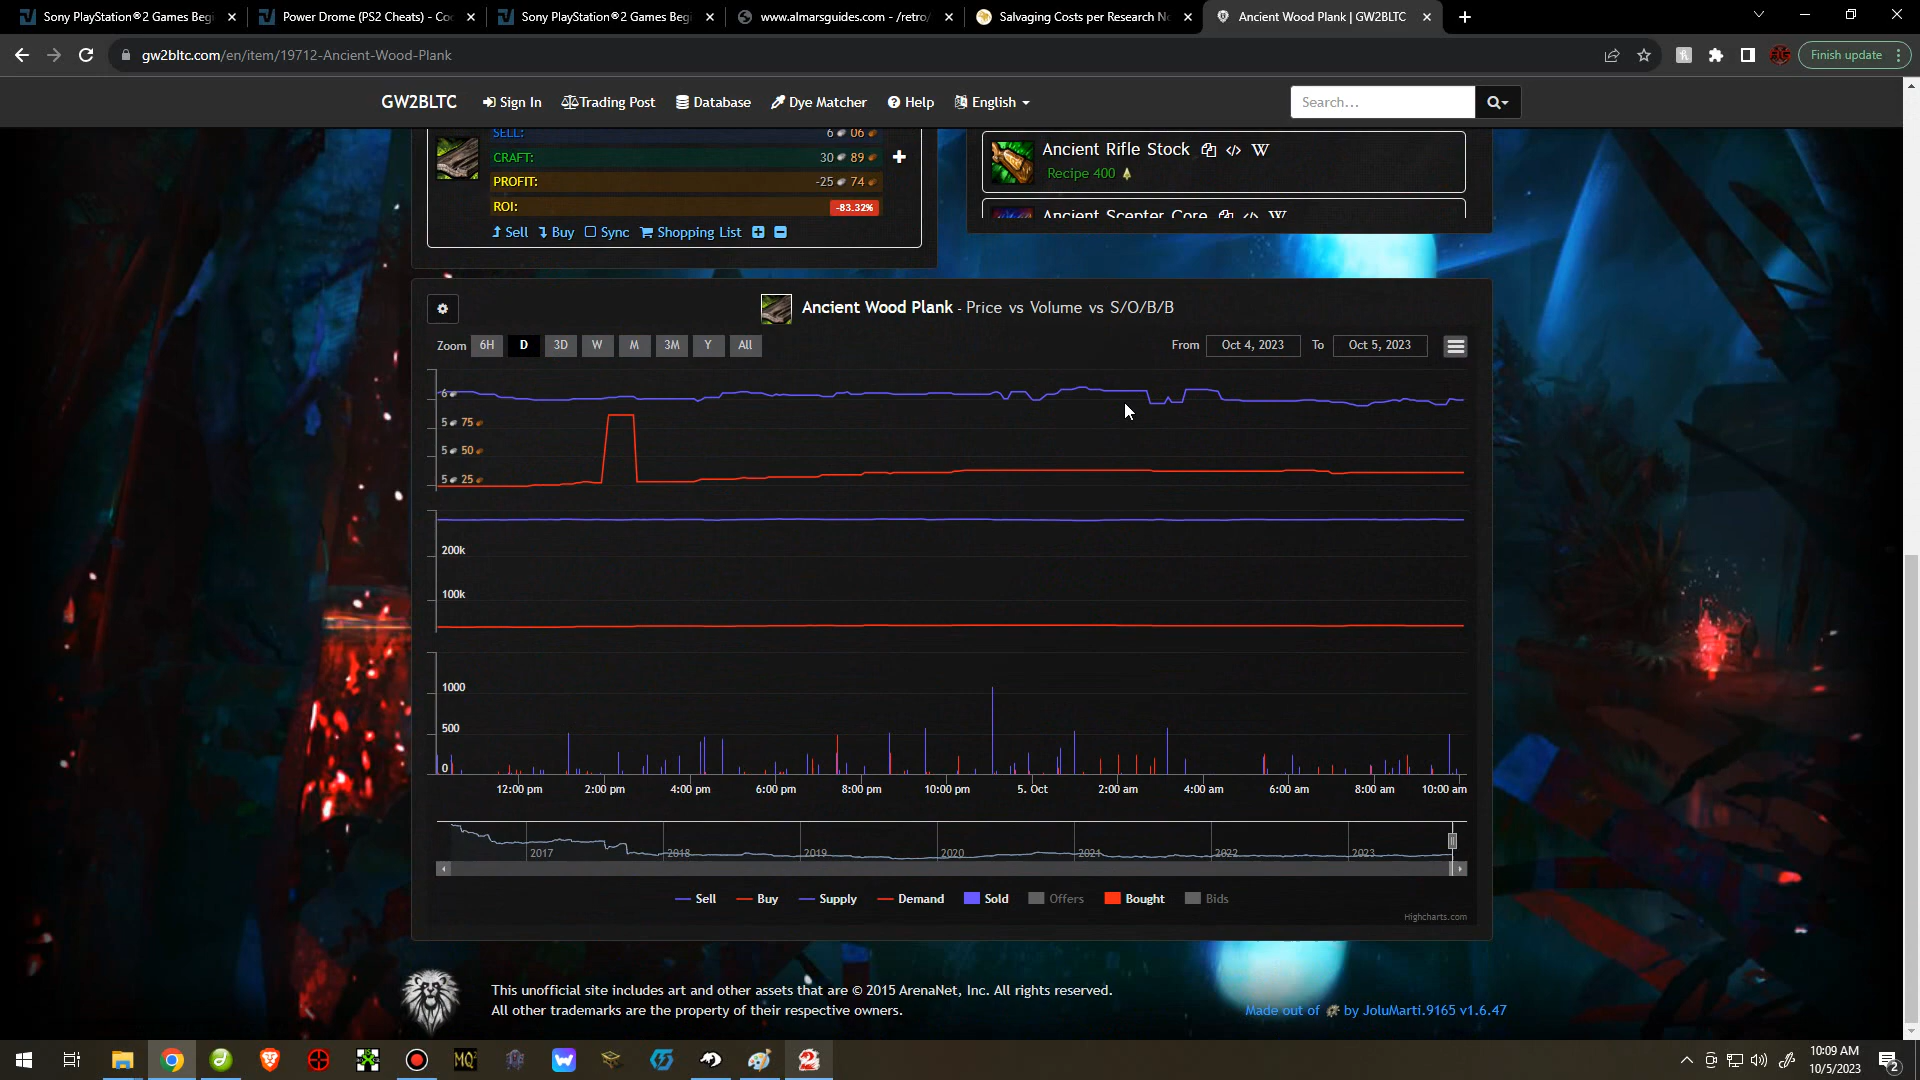 Sony PlayStation®2 Games Begi
Power Drome (PS2 Cheats) - Co
Sony PlayStation®2 Games Begi
www.almarsguides.com - /retro/
Salvaging Costs per Research N
Ancient Wood Plank | GW2BLTC
gw2bltc.com/en/item/19712-Ancient-Wood-Plank
Finish update
GW2BLTC
Sign In
Trading Post
Database
Dye Matcher
Help
English
Search...
SELL: 6 06
CRAFT: 30 89
PROFIT: -25 74
ROI: -83.32%
Sell Buy Sync Shopping List
Ancient Rifle Stock
Recipe 400
Ancient Scepter Core
Ancient Wood Plank - Price vs Volume vs S/O/B/B
Zoom 6H D 3D W M 3M Y All
From Oct 4, 2023 To Oct 5, 2023
6
5 75
5 50
5 25
200k
100k
1000
500
0
12:00 pm 2:00 pm 4:00 pm 6:00 pm 8:00 pm 10:00 pm 5. Oct 2:00 am 4:00 am 6:00 am 8:00 am 10:00 am
2017 2018 2019 2020 2021 2022 2023
Sell Buy Supply Demand Sold Offers Bought Bids
Highcharts.com
This unofficial site includes art and other assets that are © 2015 ArenaNet, Inc. All rights reserved.
All other trademarks are the property of their respective owners.
Made out of by JoluMarti.9165 v1.6.47
MQ2
10:09 AM
10/5/2023
2